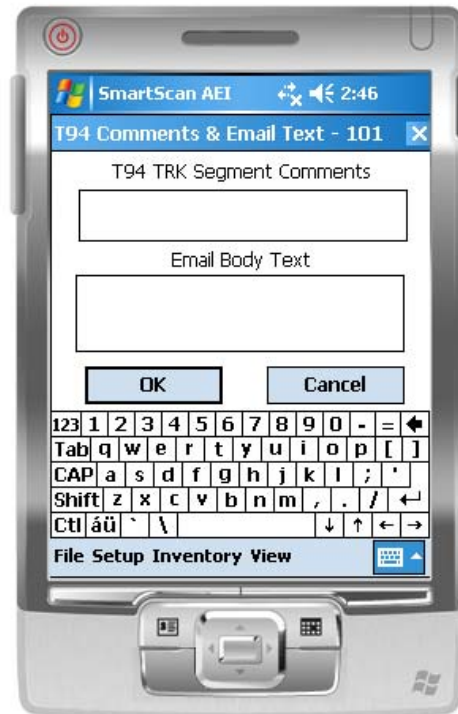 SmartScan AEI 2:46
T94 Comments & Email Text - 101
T94 TRK Segment Comments
Email Body Text
OK Cancel
123 1 2 3 4 5 6 7 8 9 0 - =
Tab q w e r t y u i o p [ ]
CAP a s d f g h j k l ; '
Shift z x c v b n m , . /
Ctl áü ` \
File Setup Inventory View